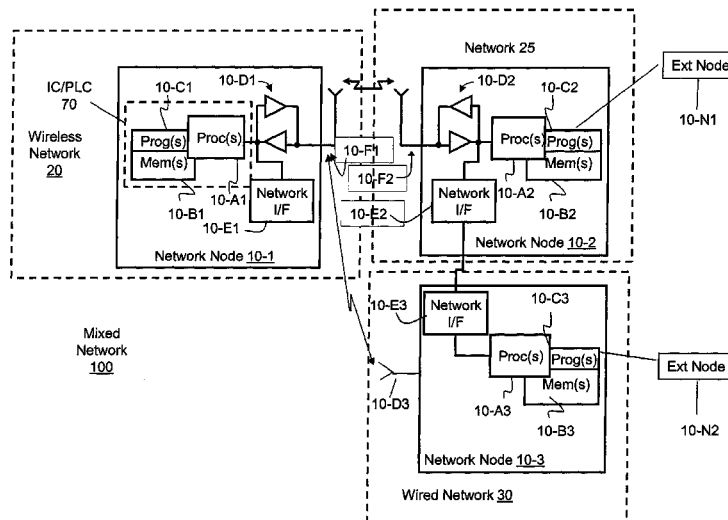 Network 25
10-D1
10-D2
Ext Node
10-N1
IC/PLC
70
10-C1
10-C2
Prog(s)
Proc(s)
Mem(s)
Proc(s)
Prog(s)
Mem(s)
Wireless
Network
20
10-F1
10-F2
10-A1
10-A2
10-B1
10-B2
10-E1
10-E2
Network
I/F
Network
I/F
Network Node 10-1
Network Node 10-2
10-E3
Network
I/F
10-C3
Proc(s)
Prog(s)
Mem(s)
Ext Node
10-N2
Mixed
Network
100
10-D3
10-A3
10-B3
Network Node 10-3
Wired Network 30